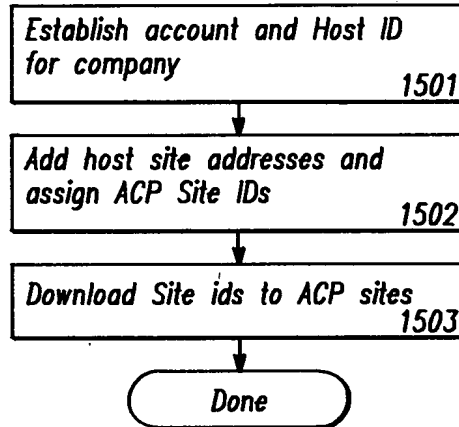 Establish account and Host ID
for company
1501
Add host site addresses and
assign ACP Site IDs
1502
Download Site ids to ACP sites
1503
Done